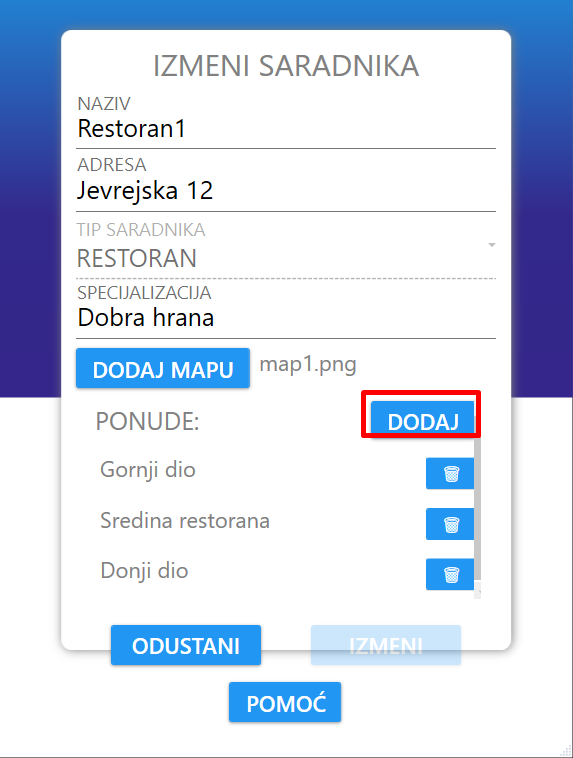 IZMENI SARADNIKA
NAZIV
Restoran1
ADRESA
Jevrejska 12
TIP SARADNIKA
RESTORAN
SPECIJALIZACIJA
Dobra hrana
DODAJ MAPU map1.png
PONUDE: DODAJ
Gornji dio
Sredina restorana
Donji dio
ODUSTANI IZMENI
POMOĆ